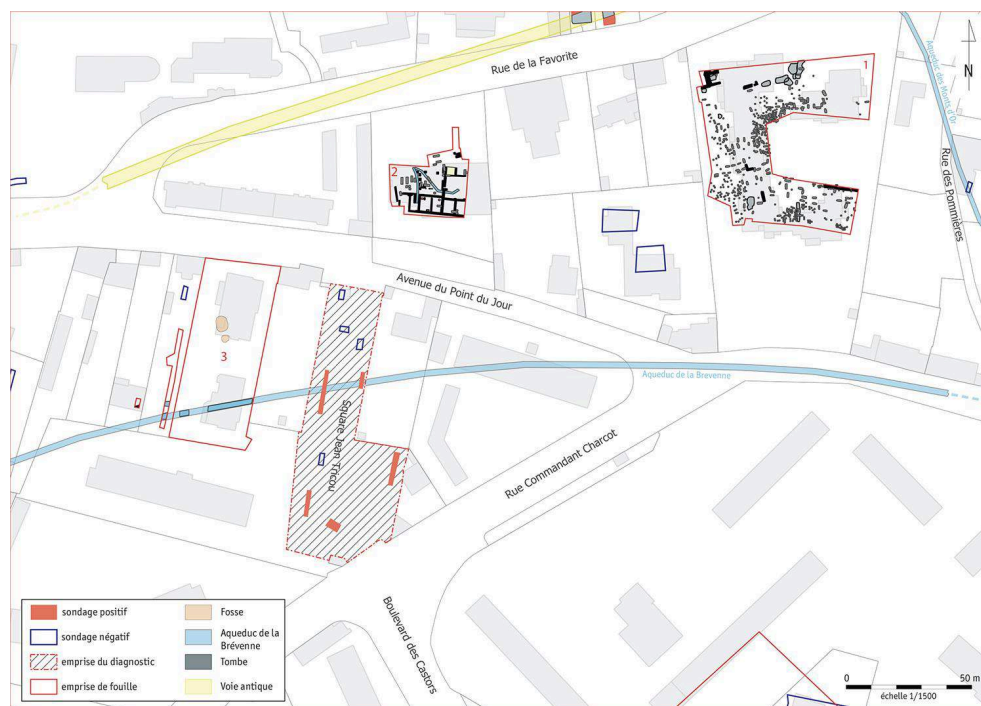 Rue de la Favorite
1
Aqueduc des Monts d'Or
N
2
Rue des Pommières
Avenue du Point du Jour
3
Aqueduc de la Brevenne
Square Jean Tricou
Rue Commandant Charcot
Boulevard des Castors
sondage positif
sondage négatif
emprise du diagnostic
emprise de fouille
Fosse
Aqueduc de la
Brévenne
Tombe
Voie antique
0 50 m
échelle 1/1500